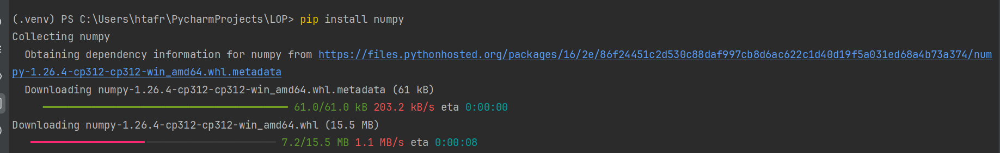 (.venv) PS C:\Users\htafr\PycharmProjects\LOP> pip install numpy
Collecting numpy
  Obtaining dependency information for numpy from https://files.pythonhosted.org/packages/16/2e/86f24451c2d530c88daf997cb8d6ac622c1d40d19f5a031ed68a4b73a374/num
py-1.26.4-cp312-cp312-win_amd64.whl.metadata
  Downloading numpy-1.26.4-cp312-cp312-win_amd64.whl.metadata (61 kB)
61.0/61.0 kB 203.2 kB/s eta 0:00:00
Downloading numpy-1.26.4-cp312-cp312-win_amd64.whl (15.5 MB)
7.2/15.5 MB 1.1 MB/s eta 0:00:08